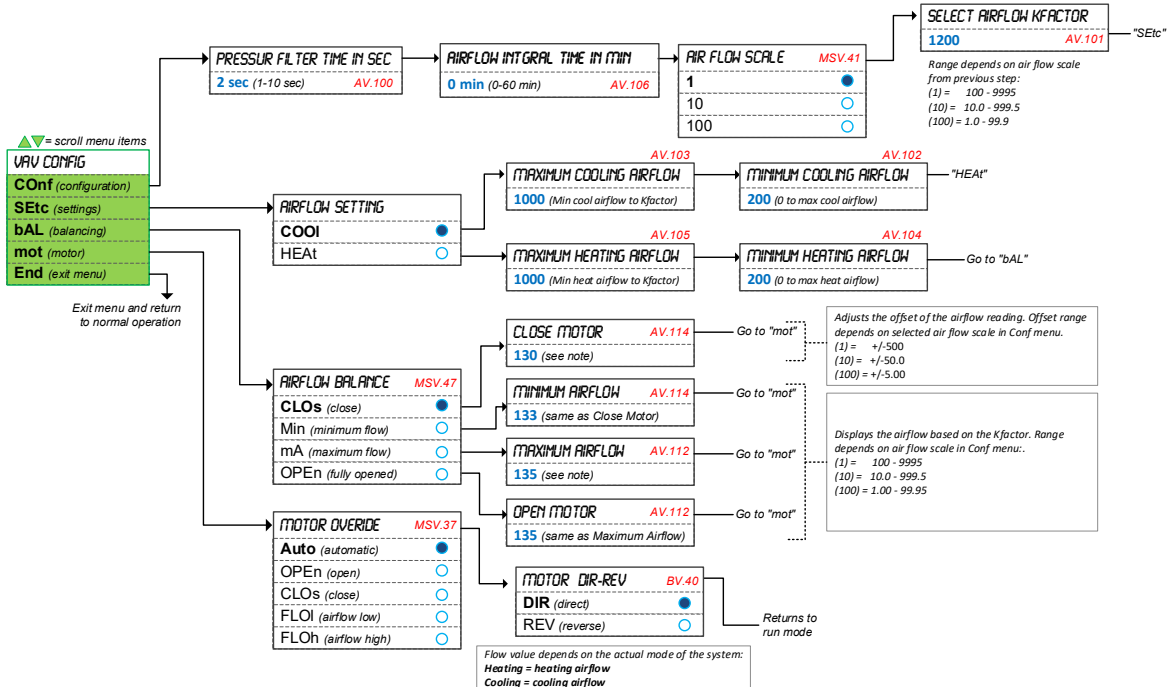 SELECT AIRFLOW KFACTOR
1200 AV.101
"SEtc"
Range depends on air flow scale
from previous step:
(1) = 100 - 9995
(10) = 10.0 - 999.5
(100) = 1.0 - 99.9
PRESSUR FILTER TIME IN SEC
2 sec (1-10 sec) AV.100
AIRFLOW INTGRAL TIME IN MIN
0 min (0-60 min) AV.106
AIR FLOW SCALE MSV.41
1
10
100
= scroll menu items
VAV CONFIG
COnf (configuration)
SEtc (settings)
bAL (balancing)
mot (motor)
End (exit menu)
Exit menu and return
to normal operation
AIRFLOW SETTING
COOl
HEAt
AV.103
MAXIMUM COOLING AIRFLOW
1000 (Min cool airflow to Kfactor)
AV.102
MINIMUM COOLING AIRFLOW
200 (0 to max cool airflow)
"HEAt"
AV.105
MAXIMUM HEATING AIRFLOW
1000 (Min heat airflow to Kfactor)
AV.104
MINIMUM HEATING AIRFLOW
200 (0 to max heat airflow)
Go to "bAL"
AIRFLOW BALANCE MSV.47
CLOs (close)
Min (minimum flow)
mA (maximum flow)
OPEn (fully opened)
CLOSE MOTOR AV.114
130 (see note)
Go to "mot"
MINIMUM AIRFLOW AV.114
133 (same as Close Motor)
Go to "mot"
MAXIMUM AIRFLOW AV.112
135 (see note)
Go to "mot"
OPEN MOTOR AV.112
135 (same as Maximum Airflow)
Go to "mot"
Adjusts the offset of the airflow reading. Offset range
depends on selected air flow scale in Conf menu.
(1) = +/-500
(10) = +/-50.0
(100) = +/-5.00
Displays the airflow based on the Kfactor. Range
depends on air flow scale in Conf menu:.
(1) = 100 - 9995
(10) = 10.0 - 999.5
(100) = 1.00 - 99.95
MOTOR OVERIDE MSV.37
Auto (automatic)
OPEn (open)
CLOs (close)
FLOl (airflow low)
FLOh (airflow high)
MOTOR DIR-REV BV.40
DIR (direct)
REV (reverse)
Returns to
run mode
Flow value depends on the actual mode of the system:
Heating = heating airflow
Cooling = cooling airflow